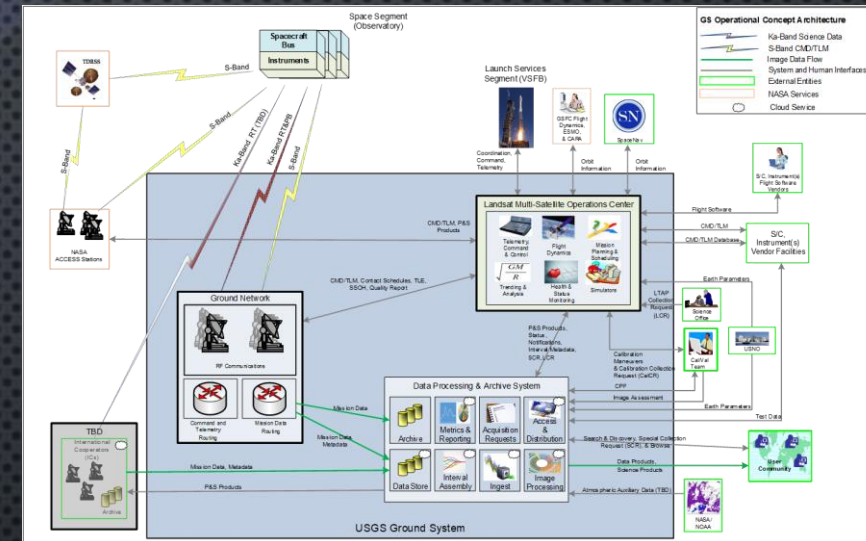 Space Segment
(Observatory)
Spacecraft
Bus
Instruments
TDRSS
S-Band
S-Band
S-Band
S-Band
Ka-Band RT (TBD)
Ka-Band RT&PB
NASA
ACCESS Stations
GS Operational Concept Architecture
Ka-Band Science Data
S-Band CMD/TLM
Image Data Flow
System and Human Interfaces
External Entities
NASA Services
Cloud Service
Launch Services
Segment (VSFB)
GSFC Flight
Dynamics,
ESMO,
& CARA
SN
SpaceNav
Coordination,
Command,
Telemetry
Orbit
Information
Orbit
Information
Landsat Multi-Satellite Operations Center
Telemetry,
Command
& Control
Flight
Dynamics
Mission
Planning &
Scheduling
GM
R
Trending &
Analysis
Health &
Status
Monitoring
Simulators
S/C, Instrument(s)
Flight Software
Vendors
Flight Software
CMD/TLM
CMD/TLM Database
S/C,
Instrument(s)
Vendor Facilities
Earth Parameters
LTAP
Collection
Request
(LCR)
Science
Office
USNO
Cal/Val
Team
CMD/TLM, P&S
Products
CMD/TLM, Contact Schedules, TLE,
SSOH, Quality Report
Ground Network
RF Communications
Command and
Telemetry
Routing
Mission Data
Routing
P&S Products,
Status,
Notifications,
Interval Metadata,
SCR, LCR
Calibration
Maneuvers
& Calibration Collection
Request (CalCR)
CPF
Image Assessment
Earth Parameters
Test Data
Data Processing & Archive System
Archive
Metrics &
Reporting
Acquisition
Requests
Access
&
Distribution
Data Store
Interval
Assembly
Ingest
Image
Processing
Mission Data
Mission Data
Metadata
Search & Discovery, Special Collection
Request (SCR), & Browse
Data Products,
Science Products
User
Community
TBD
International
Cooperators
(ICs)
Archive
Mission Data, Metadata
P&S Products
Atmospheric Auxiliary Data (TBD)
NASA/
NOAA
USGS Ground System